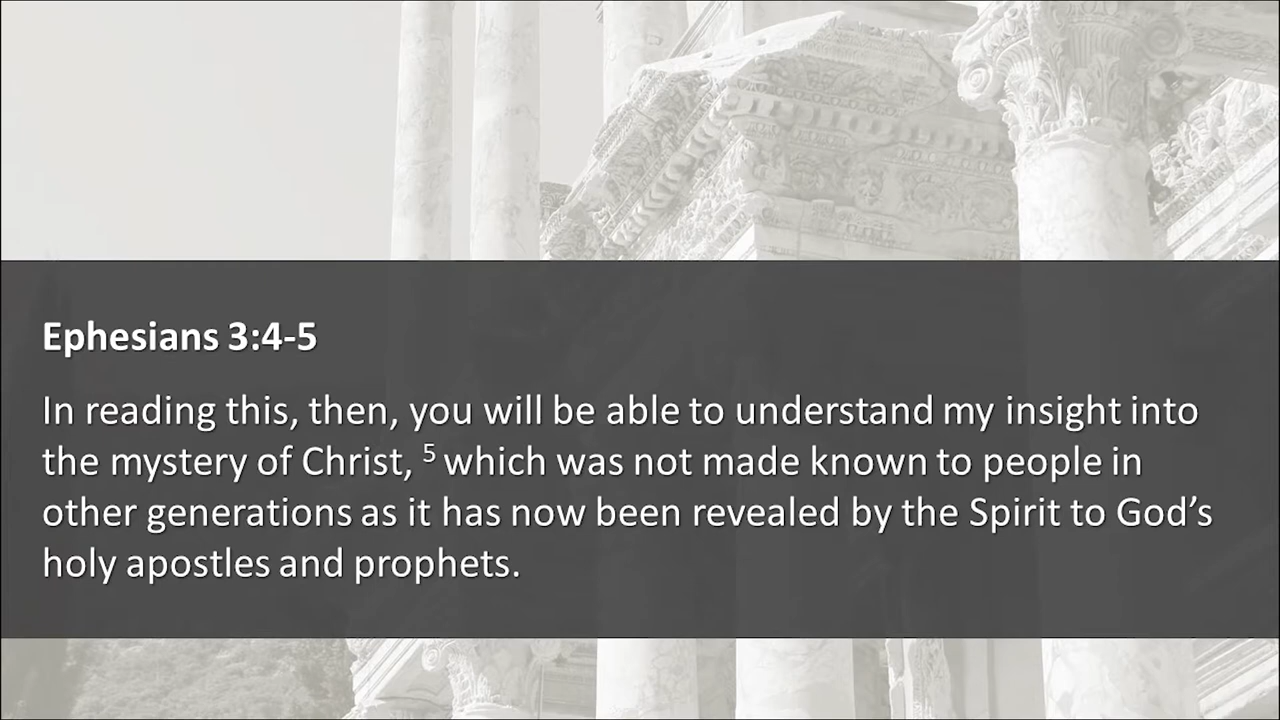 Ephesians 3:4-5
In reading this, then, you will be able to understand my insight into
the mystery of Christ, ⁵ which was not made known to people in
other generations as it has now been revealed by the Spirit to God’s
holy apostles and prophets.